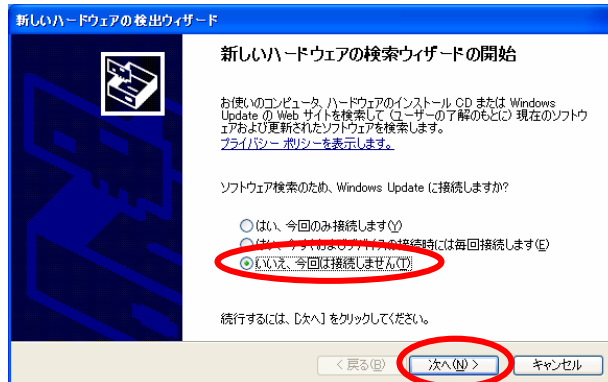 新しいハードウェアの検出ウィザード
新しいハードウェアの検索ウィザードの開始
お使いのコンピュータ、ハードウェアのインストール CD または Windows
Update の Web サイトを検索して (ユーザーの了解のもとに) 現在のソフトウ
ェアおよび更新されたソフトウェアを検索します。
プライバシー ポリシーを表示します。
ソフトウェア検索のため、Windows Update に接続しますか?
はい、今回のみ接続します(Y)
はい、今すぐおよびデバイスの接続時には毎回接続します(E)
いいえ、今回は接続しません(T)
続行するには、[次へ] をクリックしてください。
< 戻る(B)
次へ(N) >
キャンセル